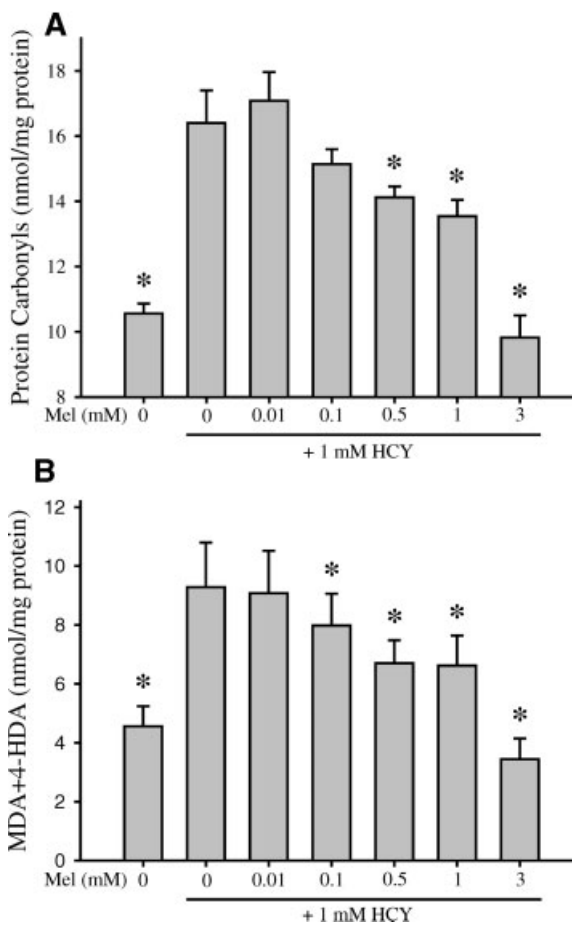 A
Protein Carbonyls (nmol/mg protein)
18
16
14
12
10
8
* * * *
Mel (mM) 0 0 0.01 0.1 0.5 1 3
+ 1 mM HCY
B
MDA+4-HDA (nmol/mg protein)
12
10
8
6
4
2
0
* * * * *
Mel (mM) 0 0 0.01 0.1 0.5 1 3
+ 1 mM HCY